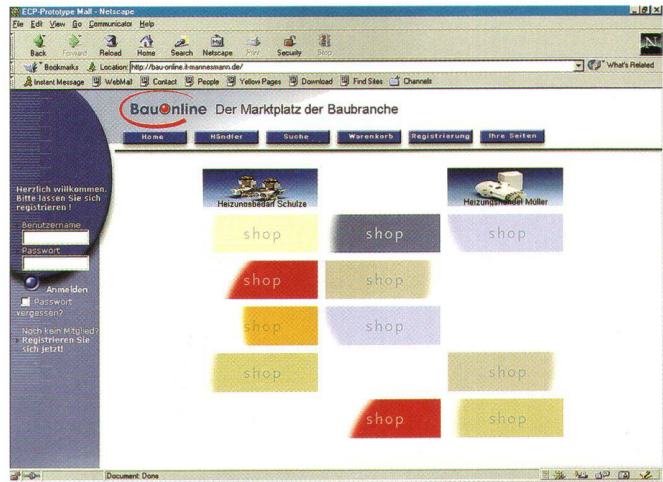 ECP-Prototype Mall - Netscape
File Edit View Go Communicator Help
Back Forward Reload Home Search Netscape Print Security Stop
Bookmarks Location: http://bau-online.it-mannesmann.de/ What's Related
Instant Message WebMail Contact People Yellow Pages Download Find Sites Channels
BauOnline Der Marktplatz der Baubranche
Home Händler Suche Warenkorb Registrierung Ihre Seiten
Herzlich willkommen.
Bitte lassen Sie sich
registrieren !
Benutzername
Passwort
Anmelden
Passwort
vergessen?
Noch kein Mitglied?
Registrieren Sie
sich jetzt!
Heizungsbedarf Schulze Heizungshandel Müller
shop shop shop
shop shop
shop shop
shop shop
shop shop
Document: Done